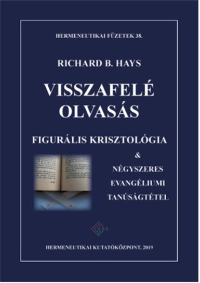 HERMENEUTIKAI FÜZETEK 38.
RICHARD B. HAYS
VISSZAFELÉ
OLVASÁS
FIGURÁLIS KRISZTOLÓGIA
&
NÉGYSZERES
EVANGÉLIUMI
TANÚSÁGTÉTEL
HERMENEUTIKAI KUTATÓKÖZPONT, 2019